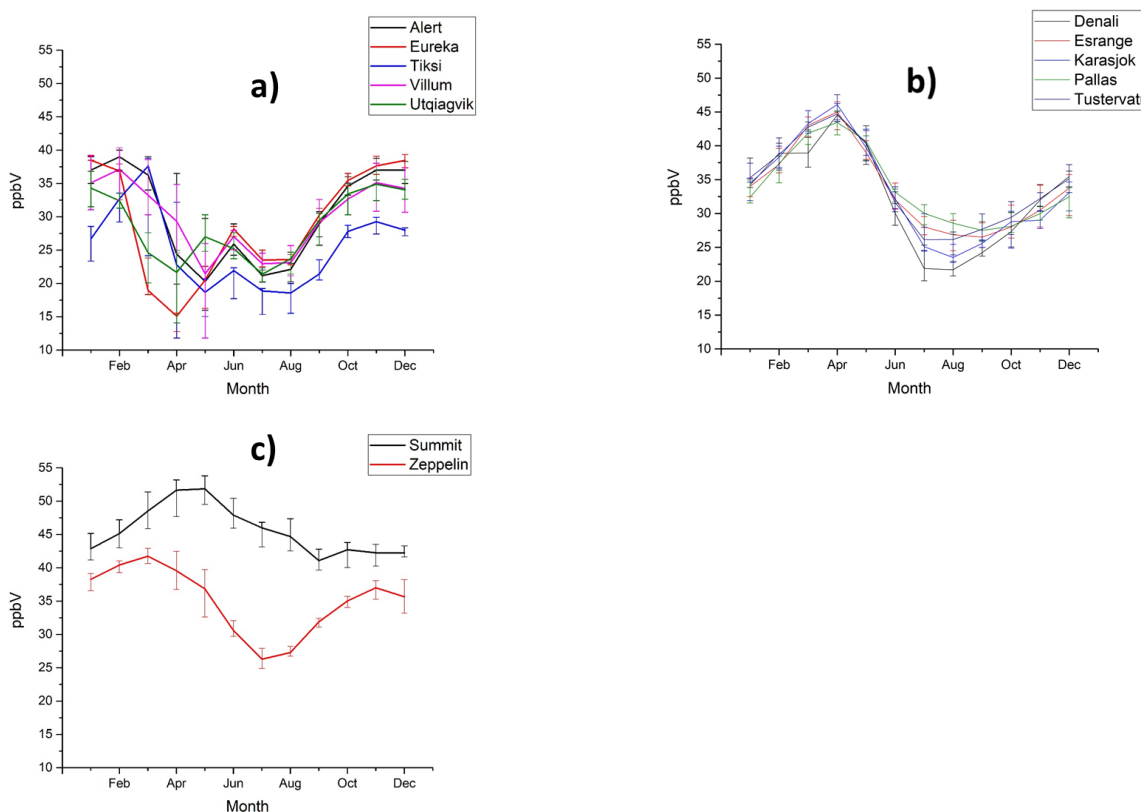 Alert
Eureka
Tiksi
Villum
Utqiagvik
a)
55
50
45
40
35
30
25
20
15
10
ppbV
Feb Apr Jun Aug Oct Dec
Month
Denali
Esrange
Karasjok
Pallas
Tustervatn
b)
55
50
45
40
35
30
25
20
15
10
ppbV
Feb Apr Jun Aug Oct Dec
Month
Summit
Zeppelin
c)
55
50
45
40
35
30
25
20
15
10
ppbV
Feb Apr Jun Aug Oct Dec
Month